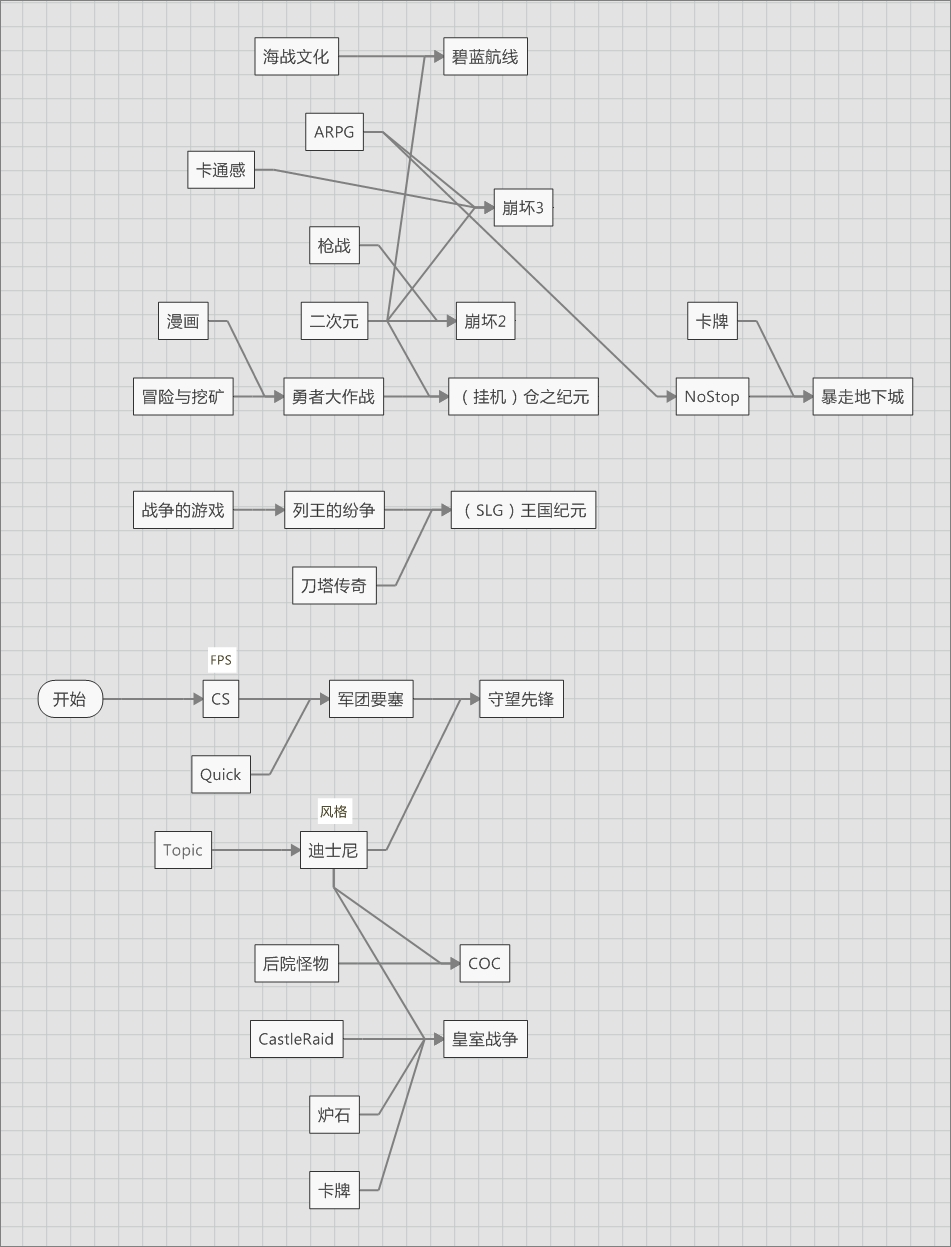 海战文化
碧蓝航线
ARPG
卡通感
崩坏3
枪战
漫画
二次元
崩坏2
卡牌
冒险与挖矿
勇者大作战
（挂机）仓之纪元
NoStop
暴走地下城
战争的游戏
列王的纷争
（SLG）王国纪元
刀塔传奇
FPS
开始
CS
军团要塞
守望先锋
Quick
风格
Topic
迪士尼
后院怪物
COC
CastleRaid
皇室战争
炉石
卡牌